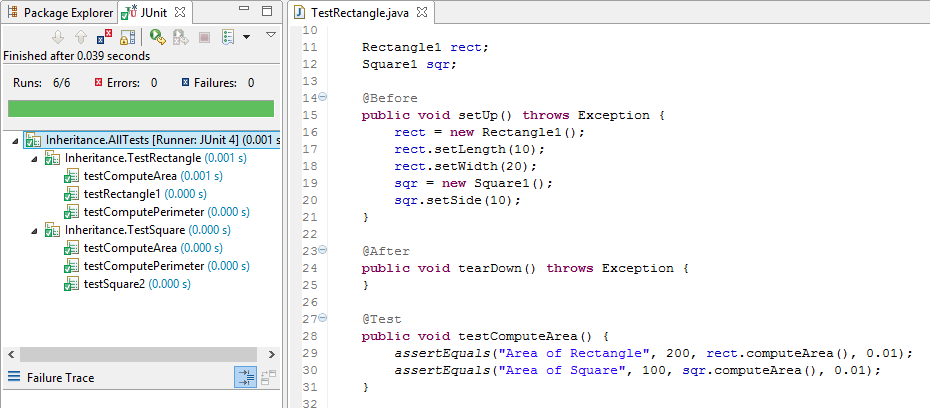 Package Explorer JUnit
Finished after 0.039 seconds
Runs: 6/6 Errors: 0 Failures: 0
Inheritance.AllTests [Runner: JUnit 4] (0.001 s
Inheritance.TestRectangle (0.001 s)
testComputeArea (0.001 s)
testRectangle1 (0.000 s)
testComputePerimeter (0.000 s)
Inheritance.TestSquare (0.000 s)
testComputeArea (0.000 s)
testComputePerimeter (0.000 s)
testSquare2 (0.000 s)
Failure Trace
TestRectangle.java
10
11 Rectangle1 rect;
12 Square1 sqr;
13
14 @Before
15 public void setUp() throws Exception {
16 rect = new Rectangle1();
17 rect.setLength(10);
18 rect.setWidth(20);
19 sqr = new Square1();
20 sqr.setSide(10);
21 }
22
23 @After
24 public void tearDown() throws Exception {
25 }
26
27 @Test
28 public void testComputeArea() {
29 assertEquals("Area of Rectangle", 200, rect.computeArea(), 0.01);
30 assertEquals("Area of Square", 100, sqr.computeArea(), 0.01);
31 }
32